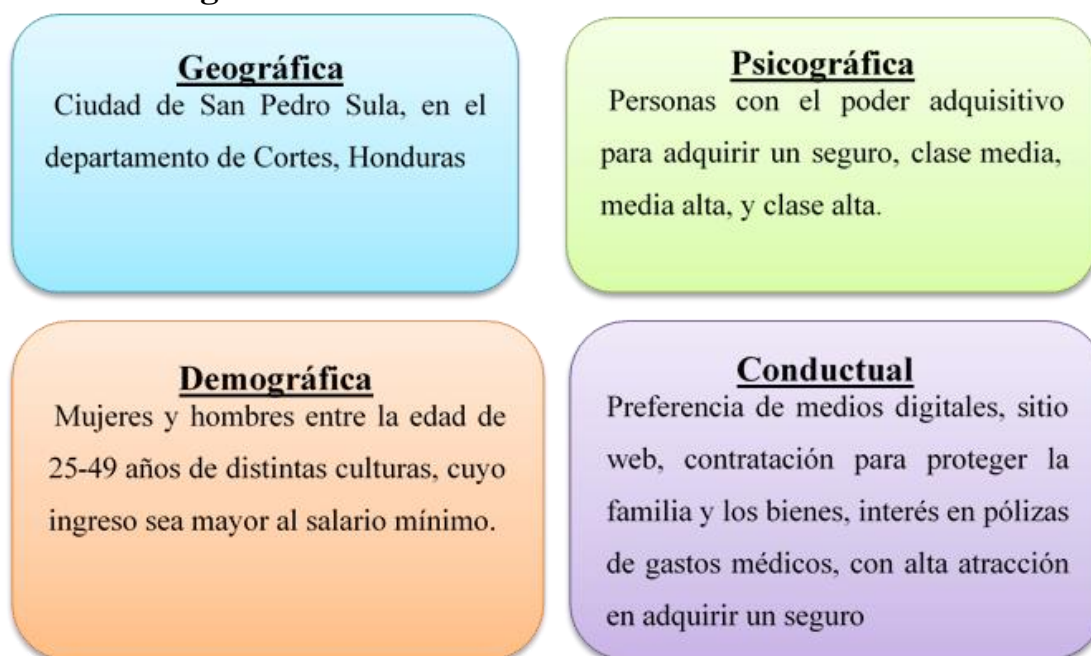 Geográfica
Ciudad de San Pedro Sula, en el
departamento de Cortes, Honduras
Psicográfica
Personas con el poder adquisitivo
para adquirir un seguro, clase media,
media alta, y clase alta.
Demográfica
Mujeres y hombres entre la edad de
25-49 años de distintas culturas, cuyo
ingreso sea mayor al salario mínimo.
Conductual
Preferencia de medios digitales, sitio
web, contratación para proteger la
familia y los bienes, interés en pólizas
de gastos médicos, con alta atracción
en adquirir un seguro